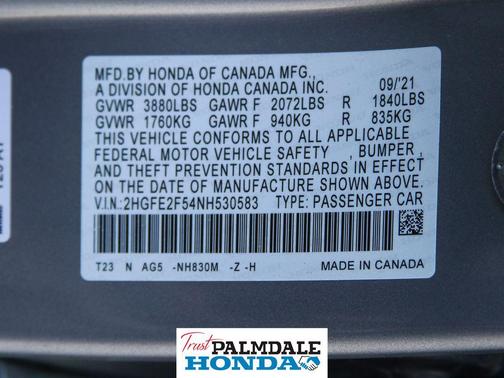 MFD.BY HONDA OF CANADA MFG.,
A DIVISION OF HONDA CANADA INC. 09/'21
GVWR 3880LBS GAWR F 2072LBS R 1840LBS
GVWR 1760KG GAWR F 940KG R 835KG
THIS VEHICLE CONFORMS TO ALL APPLICABLE
FEDERAL MOTOR VEHICLE SAFETY , BUMPER ,
AND THEFT PREVENTION STANDARDS IN EFFECT ON
THE DATE OF MANUFACTURE SHOWN ABOVE.
V.I.N.:2HGFE2F54NH530583 TYPE: PASSENGER CAR
T23 N AG5 -NH830M -Z -H MADE IN CANADA
Trust
PALMDALE
HONDA